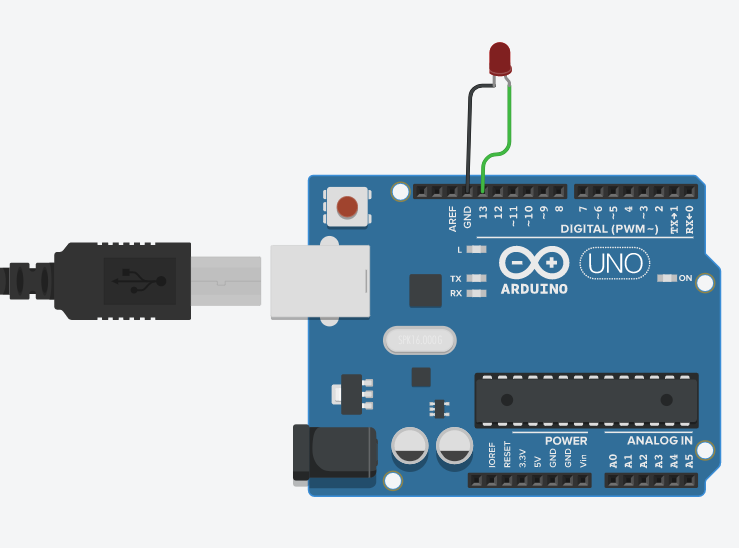 AREF
GND
13
12
~11
~10
~9
8
7
~6
~5
4
~3
2
TX→1
RX←0
DIGITAL (PWM~)
L
TX
RX
UNO
ARDUINO
ON
SPK16.000G
POWER
ANALOG IN
IOREF
RESET
3.3V
5V
GND
GND
Vin
A0
A1
A2
A3
A4
A5